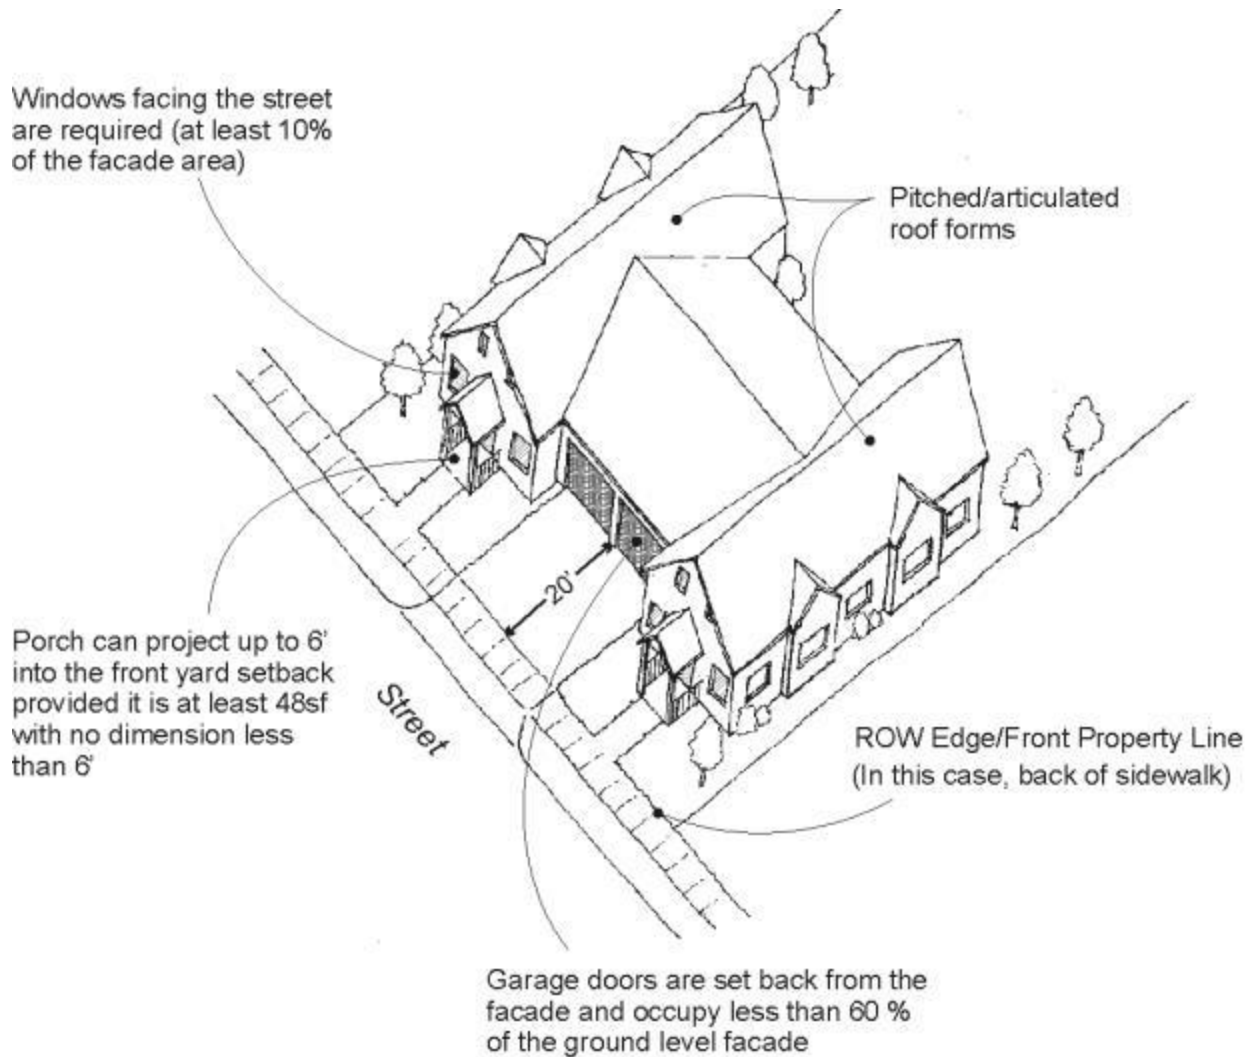 Windows facing the street
are required (at least 10%
of the facade area)
Pitched/articulated
roof forms
20'
Porch can project up to 6'
into the front yard setback
provided it is at least 48sf
with no dimension less
than 6'
Street
ROW Edge/Front Property Line
(In this case, back of sidewalk)
Garage doors are set back from the
facade and occupy less than 60 %
of the ground level facade